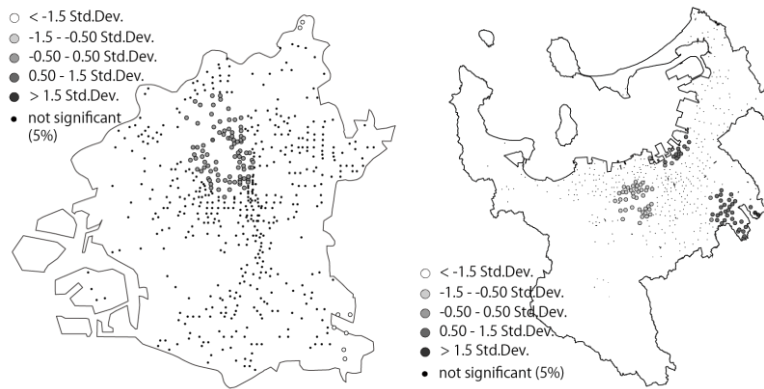 < -1.5 Std.Dev.
-1.5 - -0.50 Std.Dev.
-0.50 - 0.50 Std.Dev.
0.50 - 1.5 Std.Dev.
> 1.5 Std.Dev.
not significant
(5%)
< -1.5 Std.Dev.
-1.5 - -0.50 Std.Dev.
-0.50 - 0.50 Std.Dev.
0.50 - 1.5 Std.Dev.
> 1.5 Std.Dev.
not significant (5%)